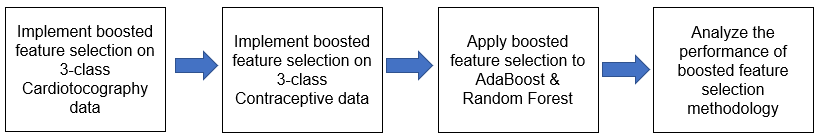 Implement boosted
feature selection on
3-class
Cardiotocography
data
Implement boosted
feature selection on
3-class
Contraceptive data
Apply boosted
feature selection to
AdaBoost &
Random Forest
Analyze the
performance of
boosted feature
selection
methodology